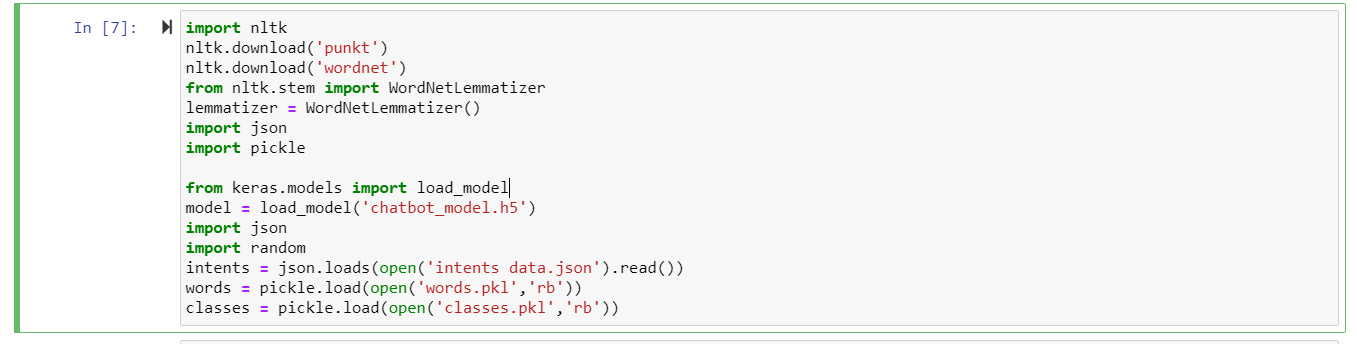 In [7]:
import nltk
nltk.download('punkt')
nltk.download('wordnet')
from nltk.stem import WordNetLemmatizer
lemmatizer = WordNetLemmatizer()
import json
import pickle
from keras.models import load_model
model = load_model('chatbot_model.h5')
import json
import random
intents = json.loads(open('intents data.json').read())
words = pickle.load(open('words.pkl','rb'))
classes = pickle.load(open('classes.pkl','rb'))